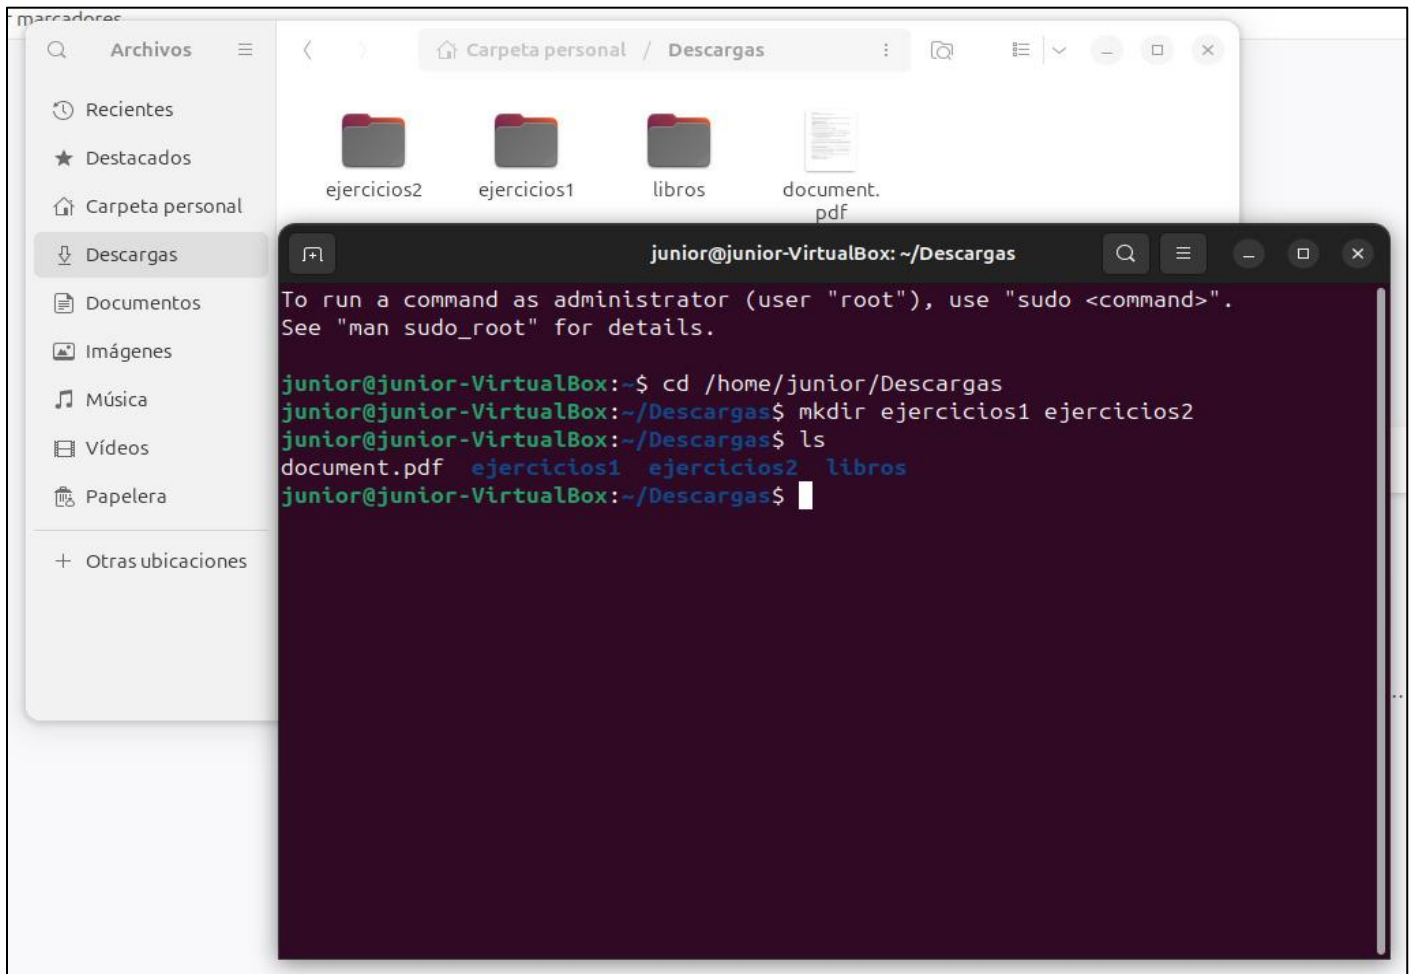 r marcadores
Archivos
Carpeta personal / Descargas
Recientes
Destacados
Carpeta personal
Descargas
Documentos
Imágenes
Música
Vídeos
Papelera
+ Otras ubicaciones
ejercicios2
ejercicios1
libros
document.
pdf
junior@junior-VirtualBox: ~/Descargas
To run a command as administrator (user "root"), use "sudo <command>".
See "man sudo_root" for details.
junior@junior-VirtualBox:~$ cd /home/junior/Descargas
junior@junior-VirtualBox:~/Descargas$ mkdir ejercicios1 ejercicios2
junior@junior-VirtualBox:~/Descargas$ ls
document.pdf ejercicios1 ejercicios2 libros
junior@junior-VirtualBox:~/Descargas$